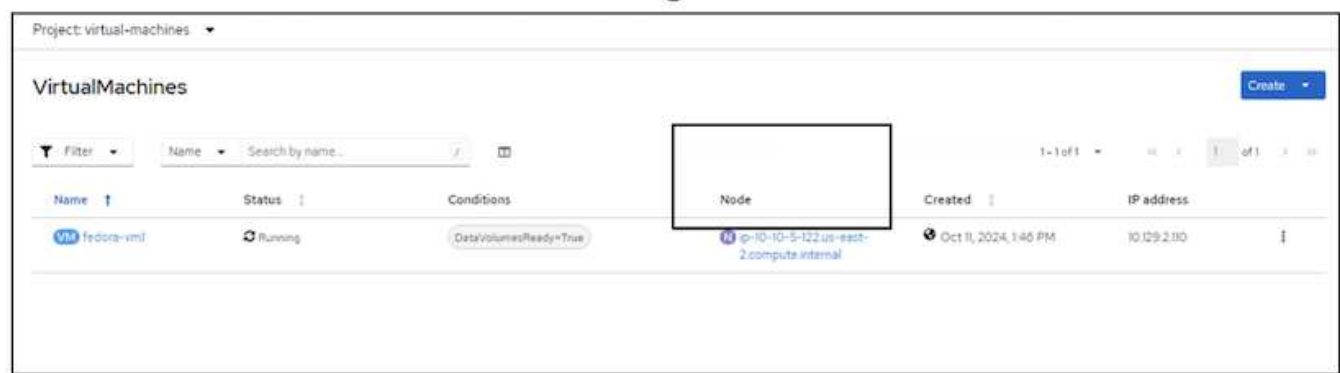 Project: virtual-machines
VirtualMachines
Create
Filter Name Search by name... / 1-1 of 1 1 of 1
Name Status Conditions Node Created IP address
VM fedora-vm1 Running DataVolumesReady=True N ip-10-10-5-122.us-east- Oct 11, 2024, 1:46 PM 10.129.2.110
2.compute.internal